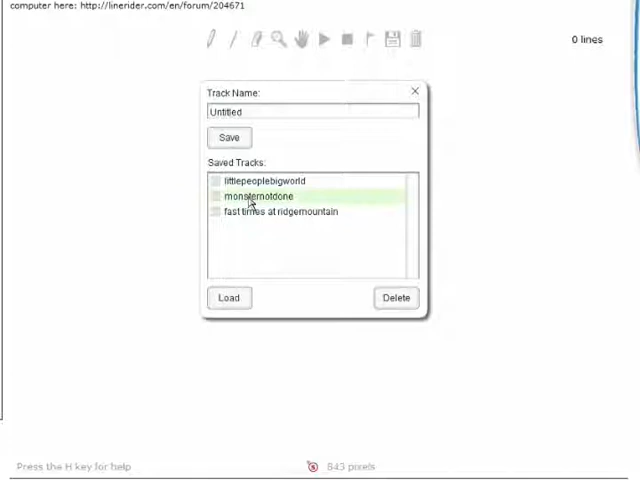 computer here: http://linerider.com/en/forum/204671
0 lines
Track Name:
Untitled
Save
Saved Tracks:
littlepeoplebigworld
monsternotdone
fast times at ridgemountain
Load
Delete
Press the H key for help
843 pixels